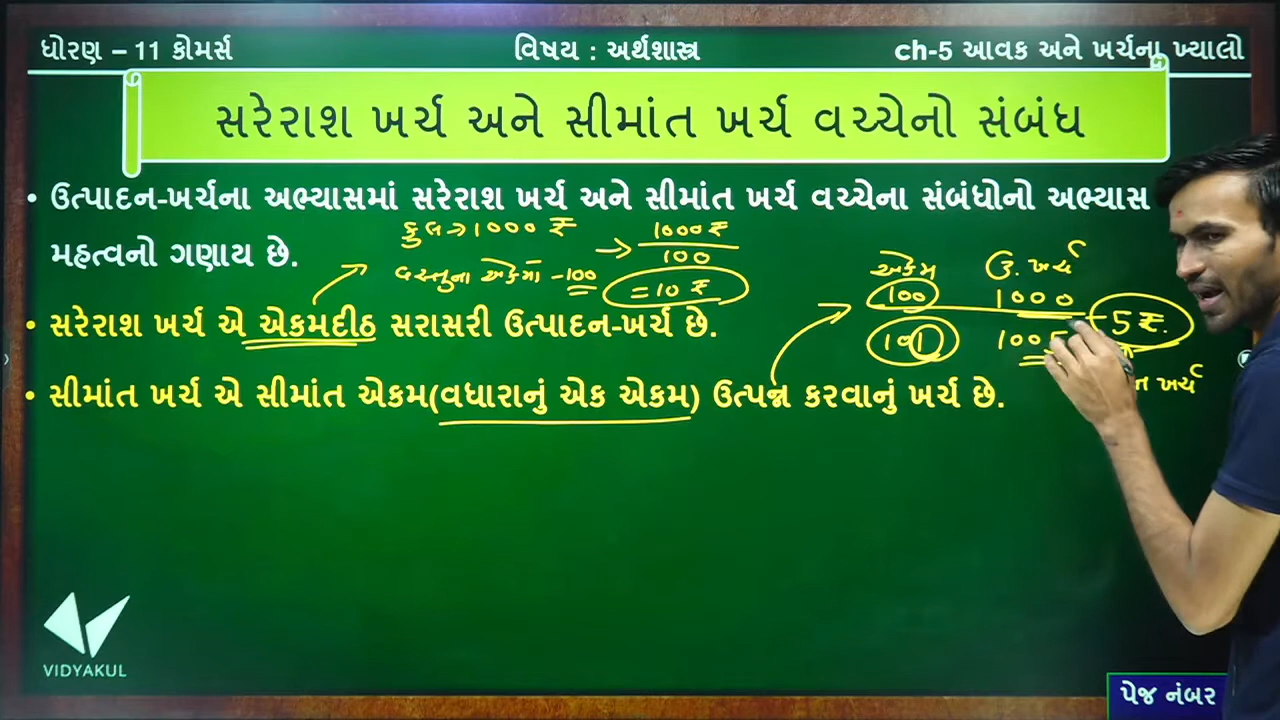 ધોરણ – 11 કોમર્સ
વિષય : અર્થશાસ્ત્ર
ch-5 આવક અને ખર્ચના ખ્યાલો
સરેરાશ ખર્ચ અને સીમાંત ખર્ચ વચ્ચેનો સંબંધ
• ઉત્પાદન-ખર્ચના અભ્યાસમાં સરેરાશ ખર્ચ અને સીમાંત ખર્ચ વચ્ચેના સંબંધોનો અભ્યાસ
મહત્વનો ગણાય છે.
કુલ → 1000 ₹
વસ્તુના એકમો – 100
→ 1000 ₹
100
= 10 ₹
• સરેરાશ ખર્ચ એ એકમદીઠ સરાસરી ઉત્પાદન-ખર્ચ છે.
એકમ ઉ. ખર્ચ
100 1000
101 1005
5 ₹.
ખર્ચ
• સીમાંત ખર્ચ એ સીમાંત એકમ(વધારાનું એક એકમ) ઉત્પન્ન કરવાનું ખર્ચ છે.
VIDYAKUL
પેજ નંબર